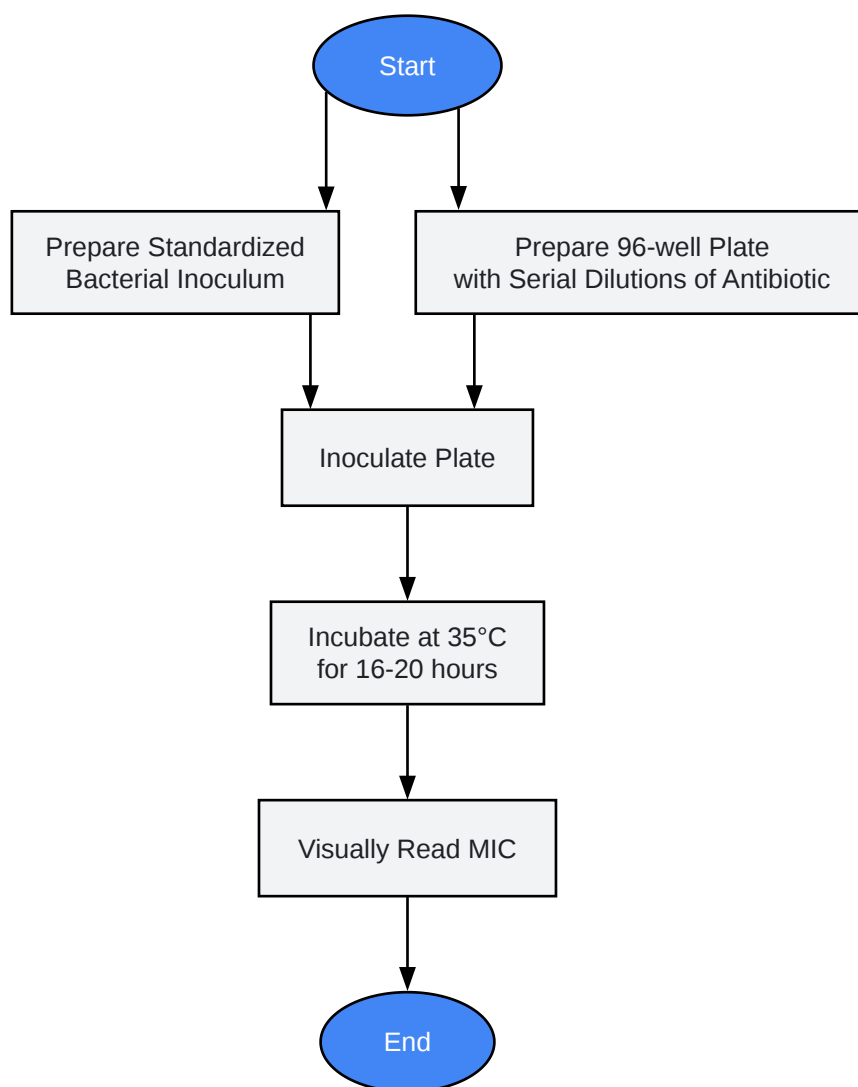 Start
Prepare Standardized
Bacterial Inoculum
Prepare 96-well Plate
with Serial Dilutions of Antibiotic
Inoculate Plate
Incubate at 35°C
for 16-20 hours
Visually Read MIC
End